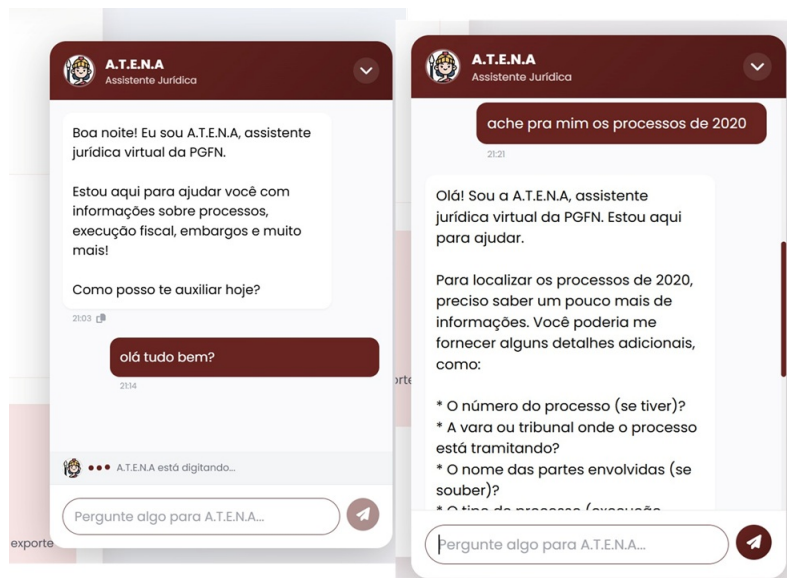 A.T.E.N.A
Assistente Jurídica
Boa noite! Eu sou A.T.E.N.A, assistente
jurídica virtual da PGFN.
Estou aqui para ajudar você com
informações sobre processos,
execução fiscal, embargos e muito
mais!
Como posso te auxiliar hoje?
21:03
olá tudo bem?
21:14
A.T.E.N.A está digitando...
Pergunte algo para A.T.E.N.A...
exporte
A.T.E.N.A
Assistente Jurídica
ache pra mim os processos de 2020
21:21
Olá! Sou a A.T.E.N.A, assistente
jurídica virtual da PGFN. Estou aqui
para ajudar.
Para localizar os processos de 2020,
preciso saber um pouco mais de
informações. Você poderia me
fornecer alguns detalhes adicionais,
como:
* O número do processo (se tiver)?
* A vara ou tribunal onde o processo
está tramitando?
* O nome das partes envolvidas (se
souber)?
* O tipo de processo (execução
Pergunte algo para A.T.E.N.A...